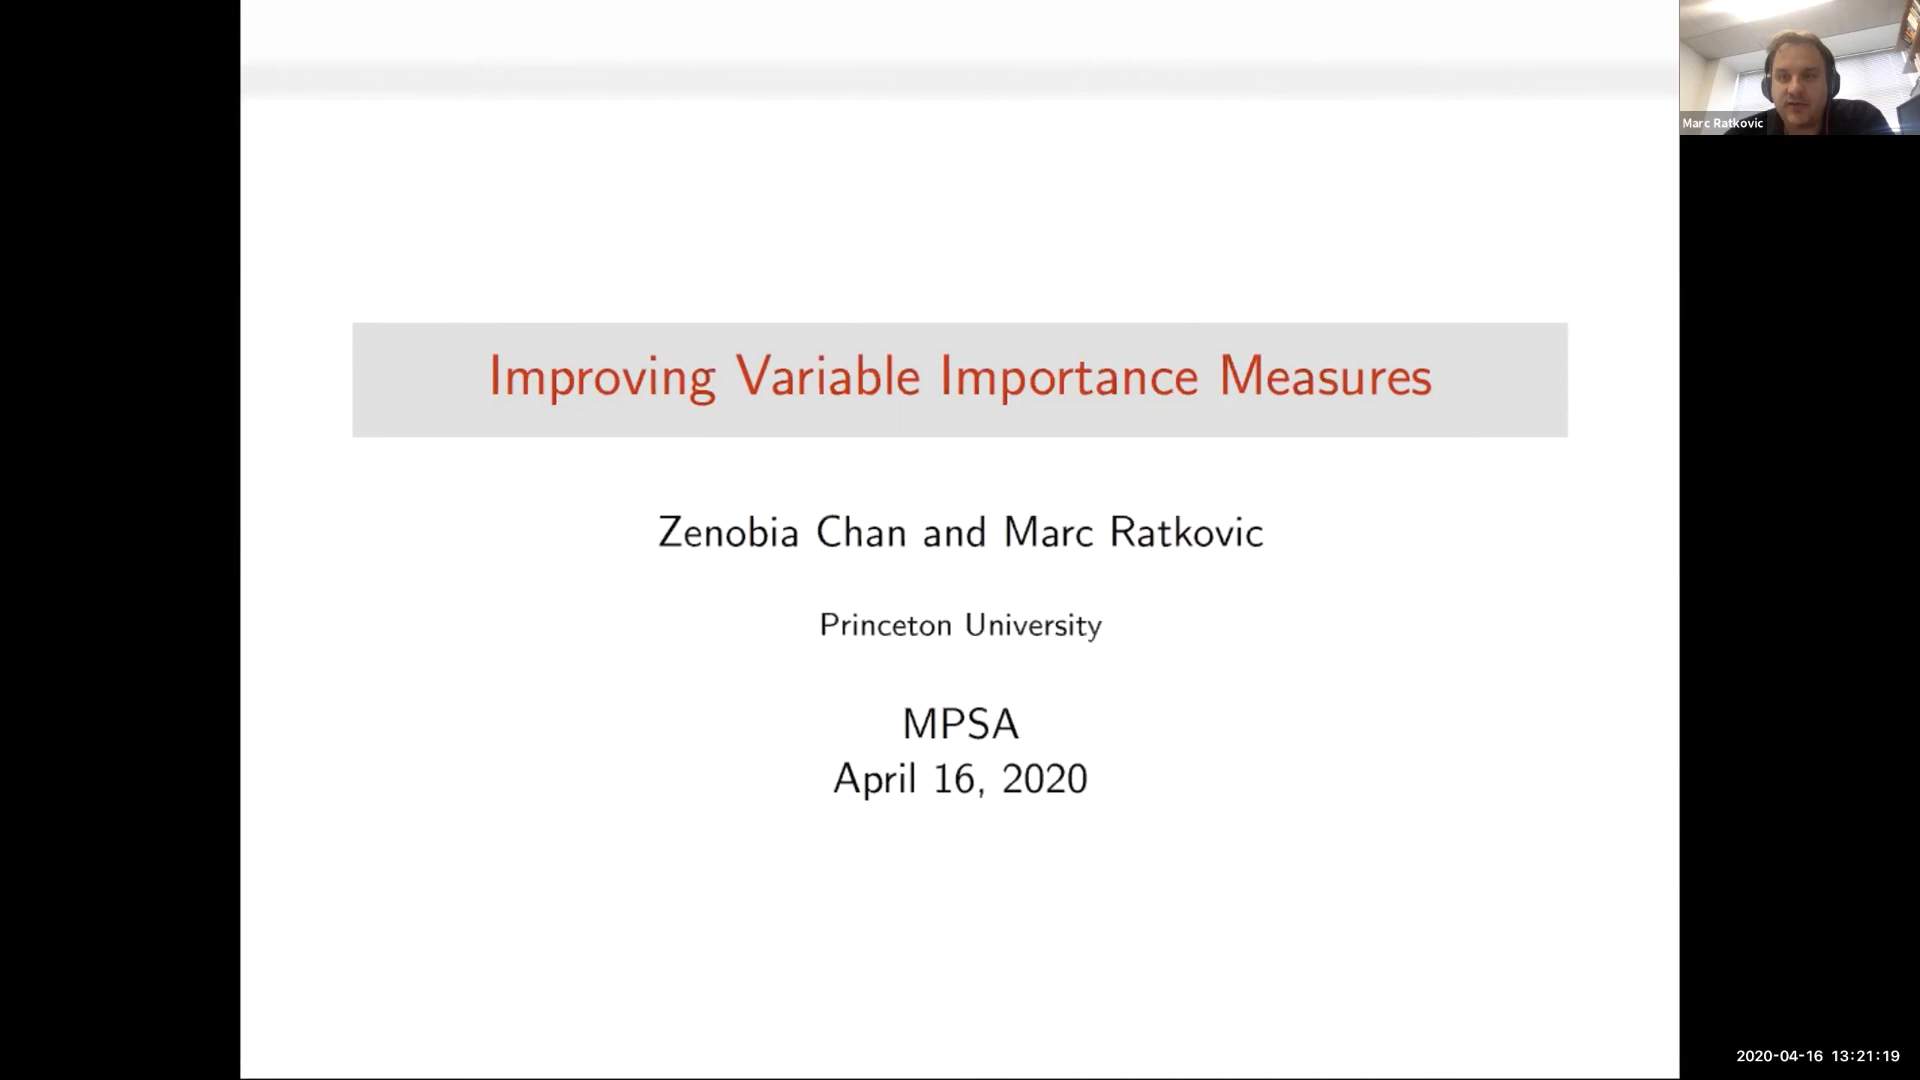 Marc Ratkovic
Improving Variable Importance Measures
Zenobia Chan and Marc Ratkovic
Princeton University
MPSA
April 16, 2020
2020-04-16 13:21:19